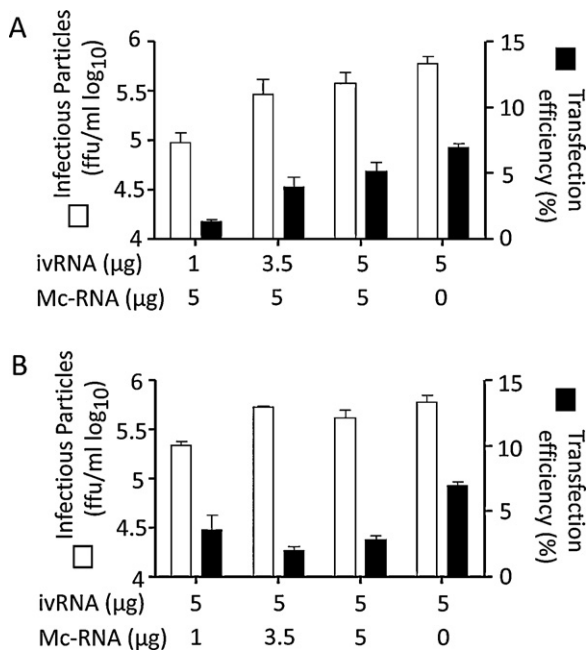 A
Infectious Particles
(ffu/ml log10)
6
5.5
5
4.5
4
15
10
5
0
Transfection
efficiency (%)
ivRNA (µg) 1 3.5 5 5
Mc-RNA (µg) 5 5 5 0
B
Infectious Particles
(ffu/ml log10)
6
5.5
5
4.5
4
15
10
5
0
Transfection
efficiency (%)
ivRNA (µg) 5 5 5 5
Mc-RNA (µg) 1 3.5 5 0